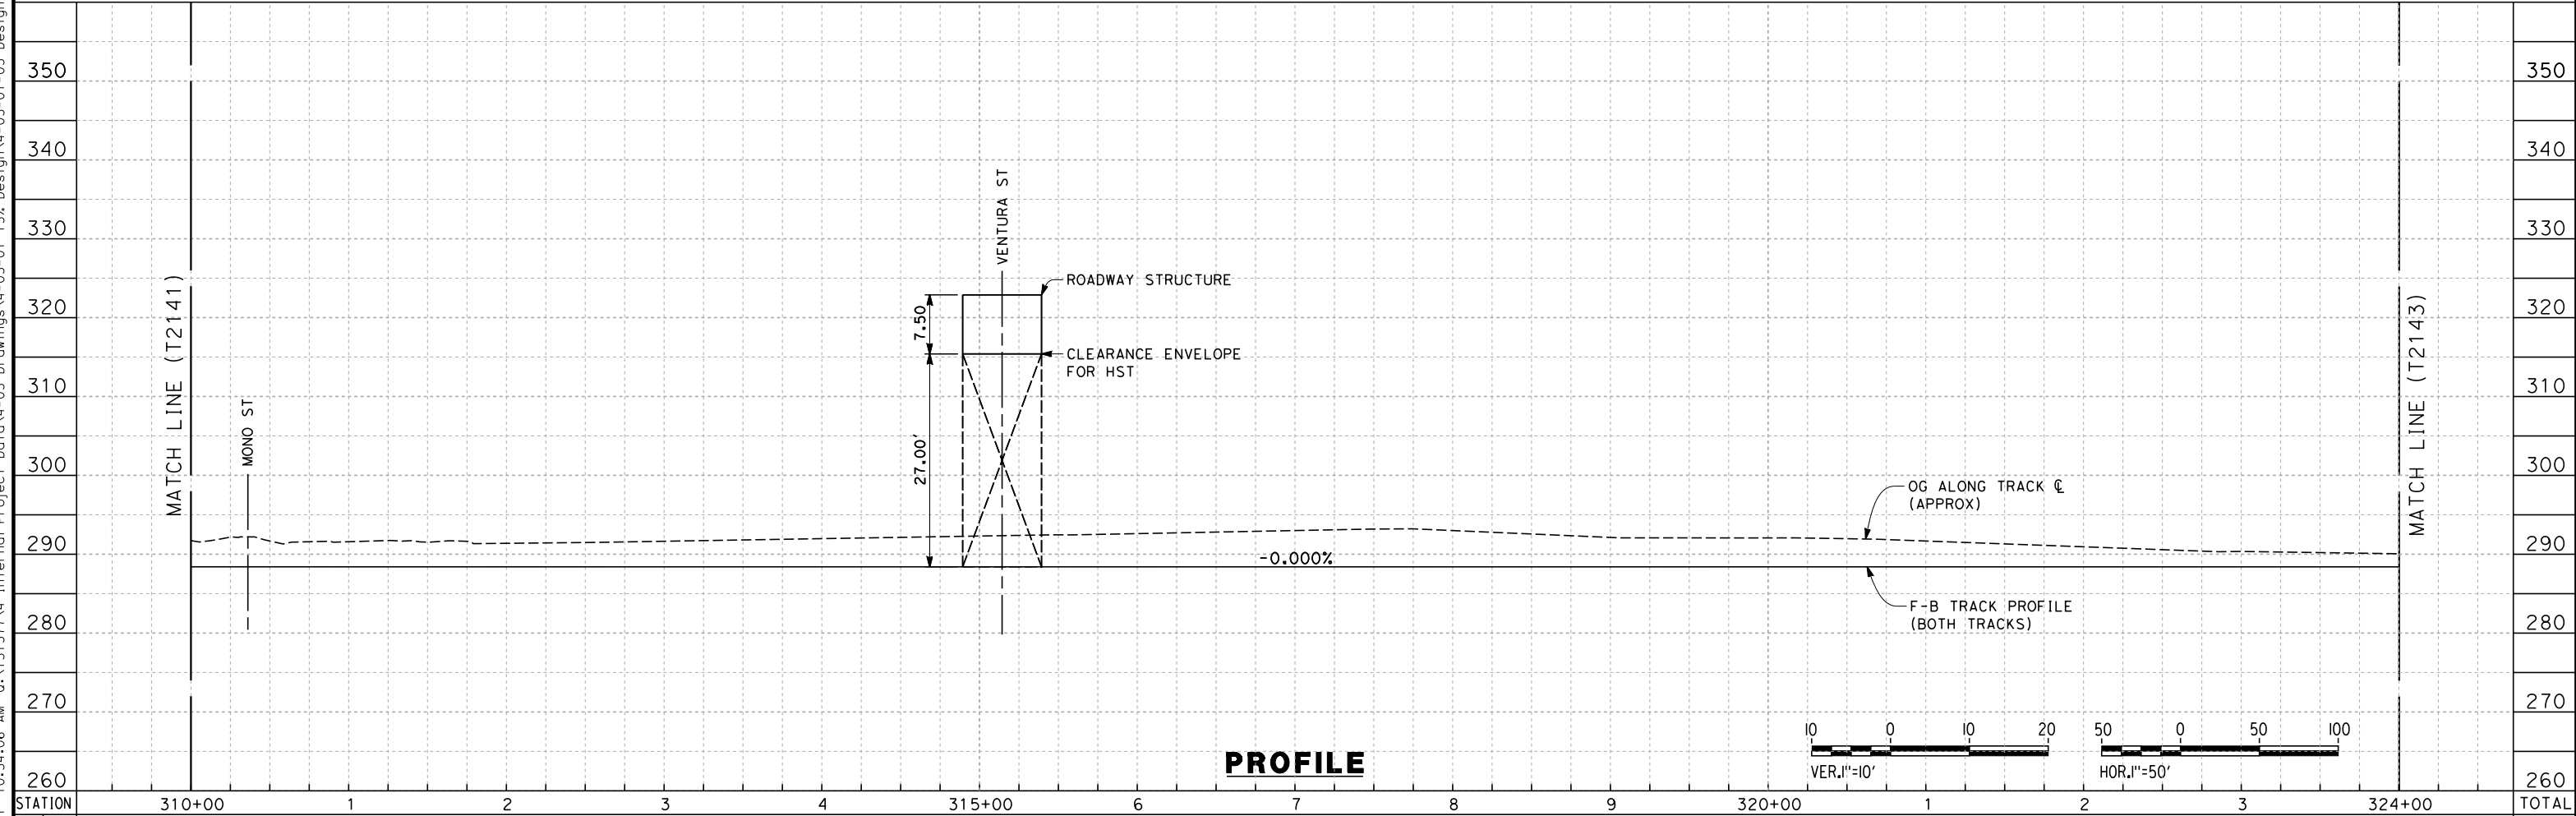 350
350
340
340
VENTURA ST
330
330
ROADWAY STRUCTURE
320
7.50
320
MATCH LINE (T2141)
MATCH LINE (T2143)
CLEARANCE ENVELOPE
FOR HST
310
310
MONO ST
300
27.00'
300
OG ALONG TRACK ℄
(APPROX)
290
-0.000%
290
F-B TRACK PROFILE
(BOTH TRACKS)
280
280
270
270
10 0 10 20
50 0 50 100
PROFILE
VER.1"=10'
HOR.1"=50'
260
260
STATION 310+00 1 2 3 4 315+00 6 7 8 9 320+00 1 2 3 324+00 TOTAL